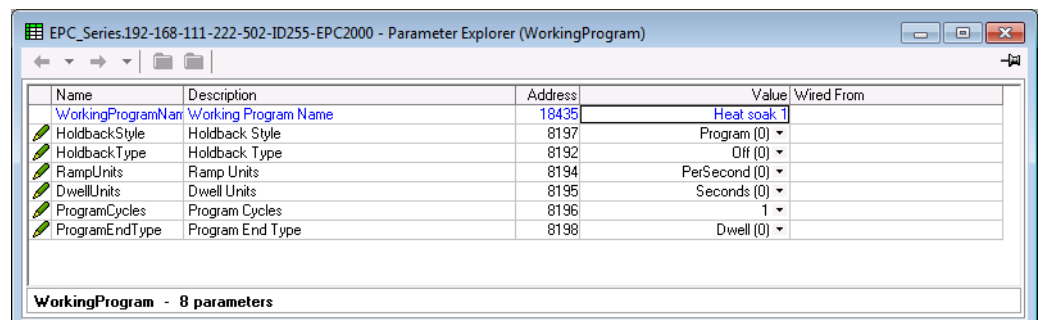 EPC_Series.192-168-111-222-502-ID255-EPC2000 - Parameter Explorer (WorkingProgram)
Name Description Address Value Wired From
WorkingProgramNam Working Program Name 18435 Heat soak 1
HoldbackStyle Holdback Style 8197 Program (0)
HoldbackType Holdback Type 8192 Off (0)
RampUnits Ramp Units 8194 PerSecond (0)
DwellUnits Dwell Units 8195 Seconds (0)
ProgramCycles Program Cycles 8196 1
ProgramEndType Program End Type 8198 Dwell (0)
WorkingProgram - 8 parameters